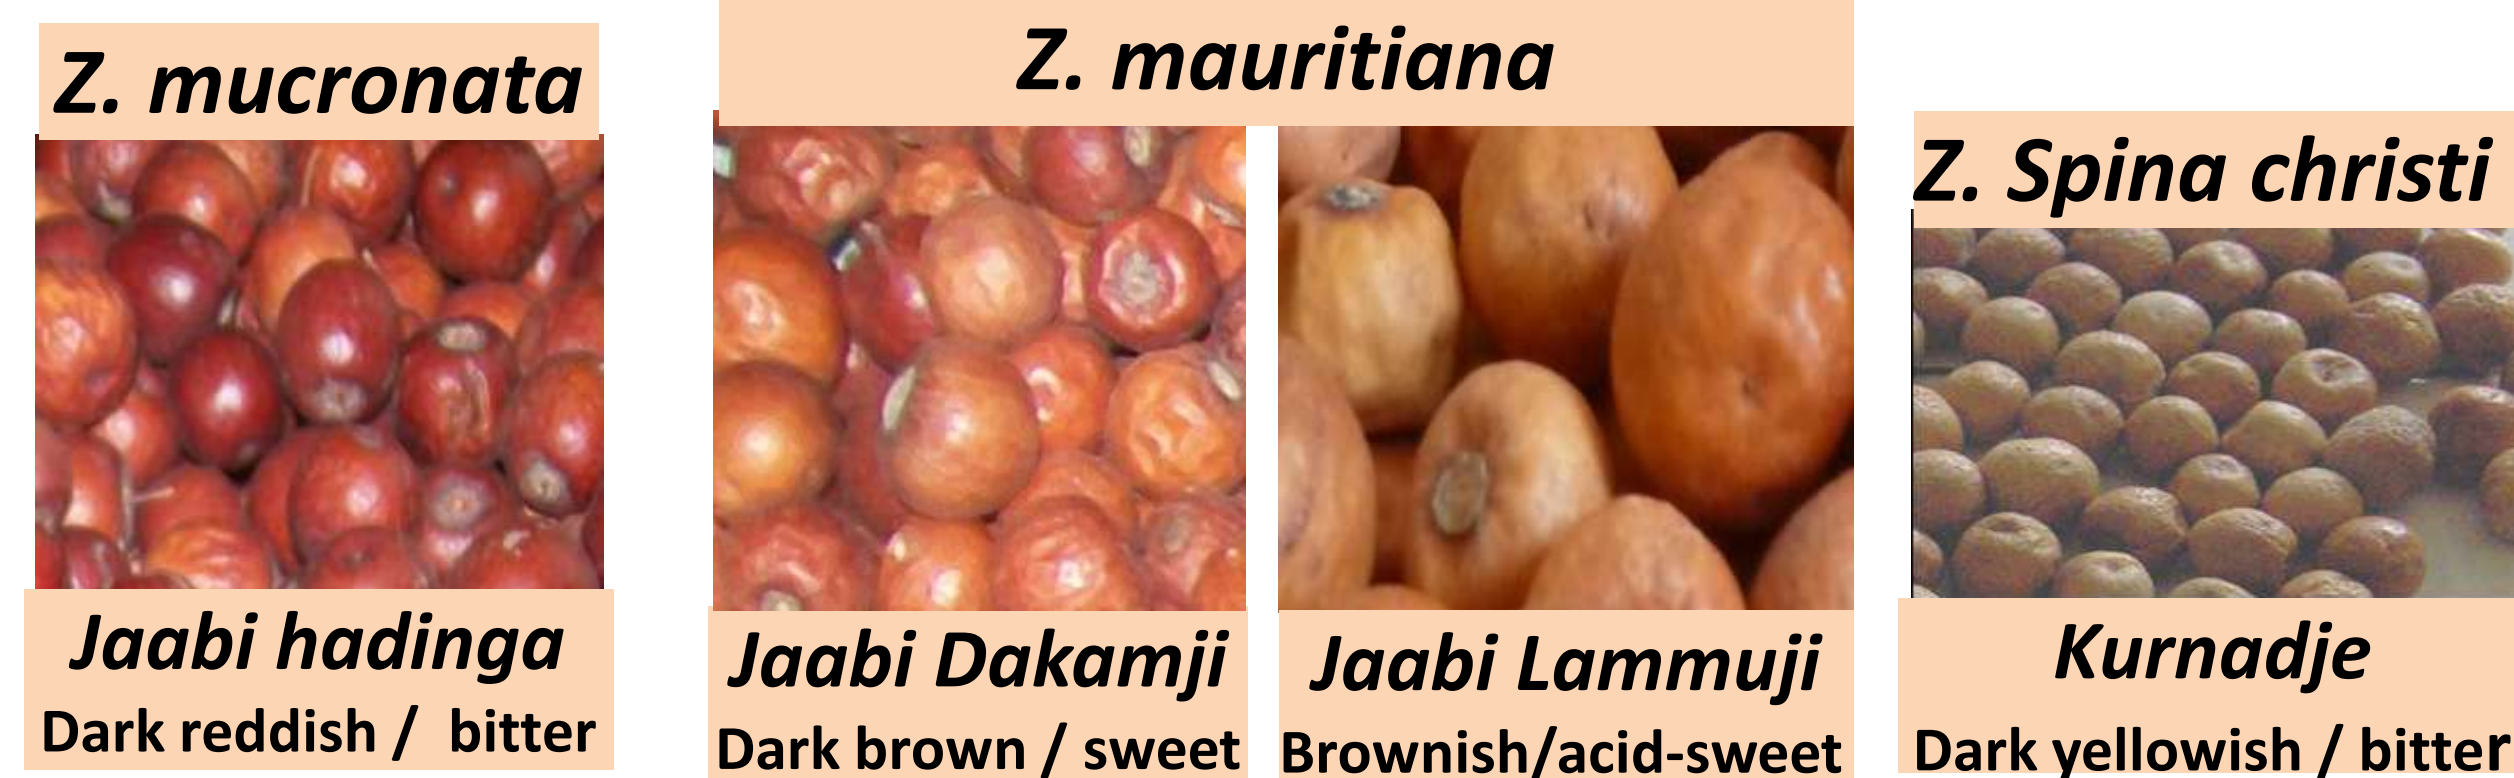 Z. mucronata
Z. mauritiana
Z. Spina christi
Jaabi hadinga
Dark reddish / bitter
Jaabi Dakamji
Dark brown / sweet
Jaabi Lammuji
Brownish/acid-sweet
Kurnadje
Dark yellowish / bitter